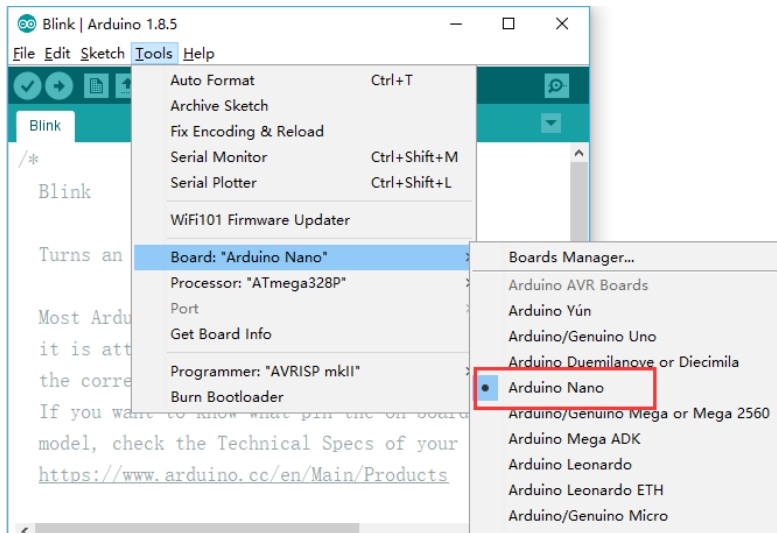 Blink | Arduino 1.8.5
File Edit Sketch Tools Help
Blink
/*
Blink
Turns an
Most Ardu
it is att
the corre
If you want to know what pin the on-board
model, check the Technical Specs of your
https://www.arduino.cc/en/Main/Products
Auto Format Ctrl+T
Archive Sketch
Fix Encoding & Reload
Serial Monitor Ctrl+Shift+M
Serial Plotter Ctrl+Shift+L
WiFi101 Firmware Updater
Board: "Arduino Nano"
Processor: "ATmega328P"
Port
Get Board Info
Programmer: "AVRISP mkII"
Burn Bootloader
Boards Manager...
Arduino AVR Boards
Arduino Yún
Arduino/Genuino Uno
Arduino Duemilanove or Diecimila
Arduino Nano
Arduino/Genuino Mega or Mega 2560
Arduino Mega ADK
Arduino Leonardo
Arduino Leonardo ETH
Arduino/Genuino Micro